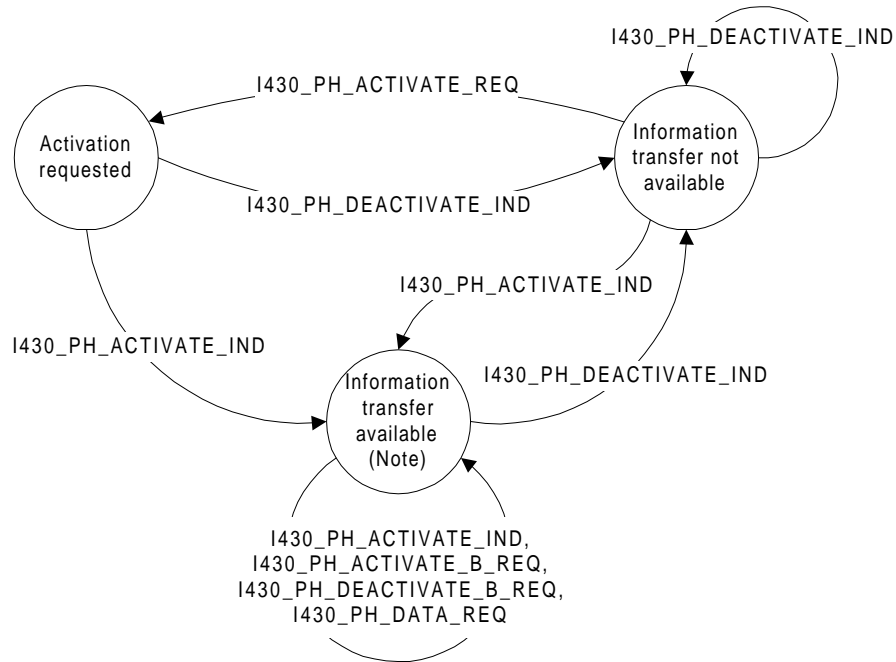 I430_PH_DEACTIVATE_IND
I430_PH_ACTIVATE_REQ
Activation
requested
Information
transfer not
available
I430_PH_DEACTIVATE_IND
I430_PH_ACTIVATE_IND
I430_PH_ACTIVATE_IND
I430_PH_DEACTIVATE_IND
Information
transfer
available
(Note)
I430_PH_ACTIVATE_IND,
I430_PH_ACTIVATE_B_REQ,
I430_PH_DEACTIVATE_B_REQ,
I430_PH_DATA_REQ